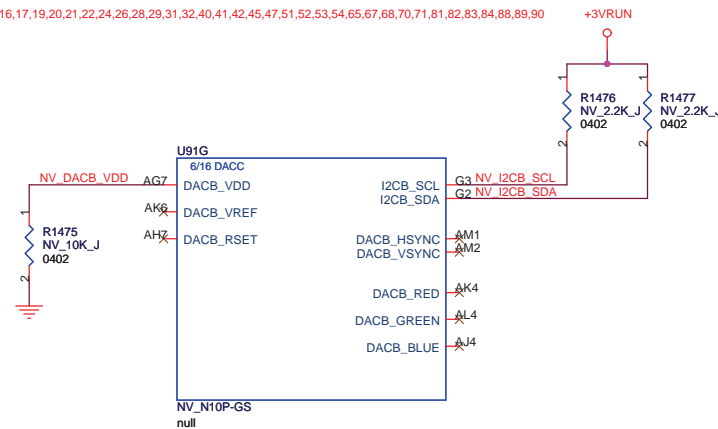 16,17,19,20,21,22,24,26,28,29,31,32,40,41,42,45,47,51,52,53,54,65,67,68,70,71,81,82,83,84,88,89,90
+3VRUN
1
1
R1476
NV_2.2K_J
0402
R1477
NV_2.2K_J
0402
2
2
U91G
6/16 DACC
NV_DACB_VDD
AG7
DACB_VDD
I2CB_SCL
G3
NV_I2CB_SCL
I2CB_SDA
G2
NV_I2CB_SDA
AK6
DACB_VREF
1
R1475
NV_10K_J
0402
2
AH7
DACB_RSET
DACB_HSYNC
AM1
DACB_VSYNC
AM2
DACB_RED
AK4
DACB_GREEN
AL4
DACB_BLUE
AJ4
NV_N10P-GS
null